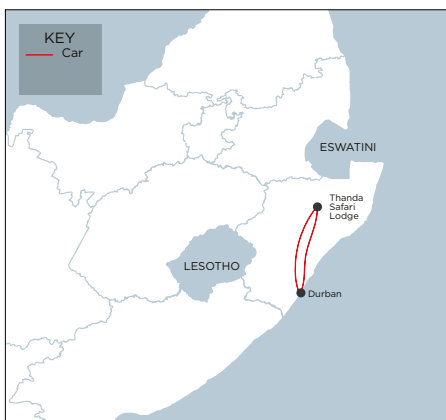 KEY
Car
ESWATINI
Thanda
Safari
Lodge
LESOTHO
Durban